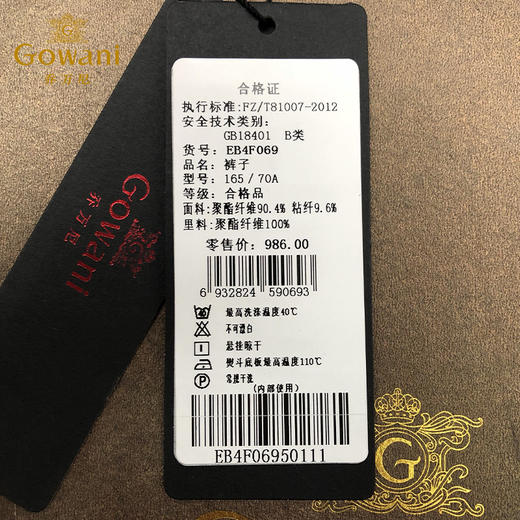 Gowani
乔万尼
合格证
执行标准:FZ/T81007-2012
安全技术类别:
GB18401 B类
货号: EB4F069
品名: 裤子
型号: 165/70A
等级: 合格品
面料:聚酯纤维90.4% 粘纤9.6%
里料:聚酯纤维100%
零售价: 986.00
6 932824 590693
最高洗涤温度40℃
不可漂白
悬挂晾干
熨斗底板最高温度110℃
常规干洗
(内部使用)
EB4F06950111
Gowani
乔万尼
G